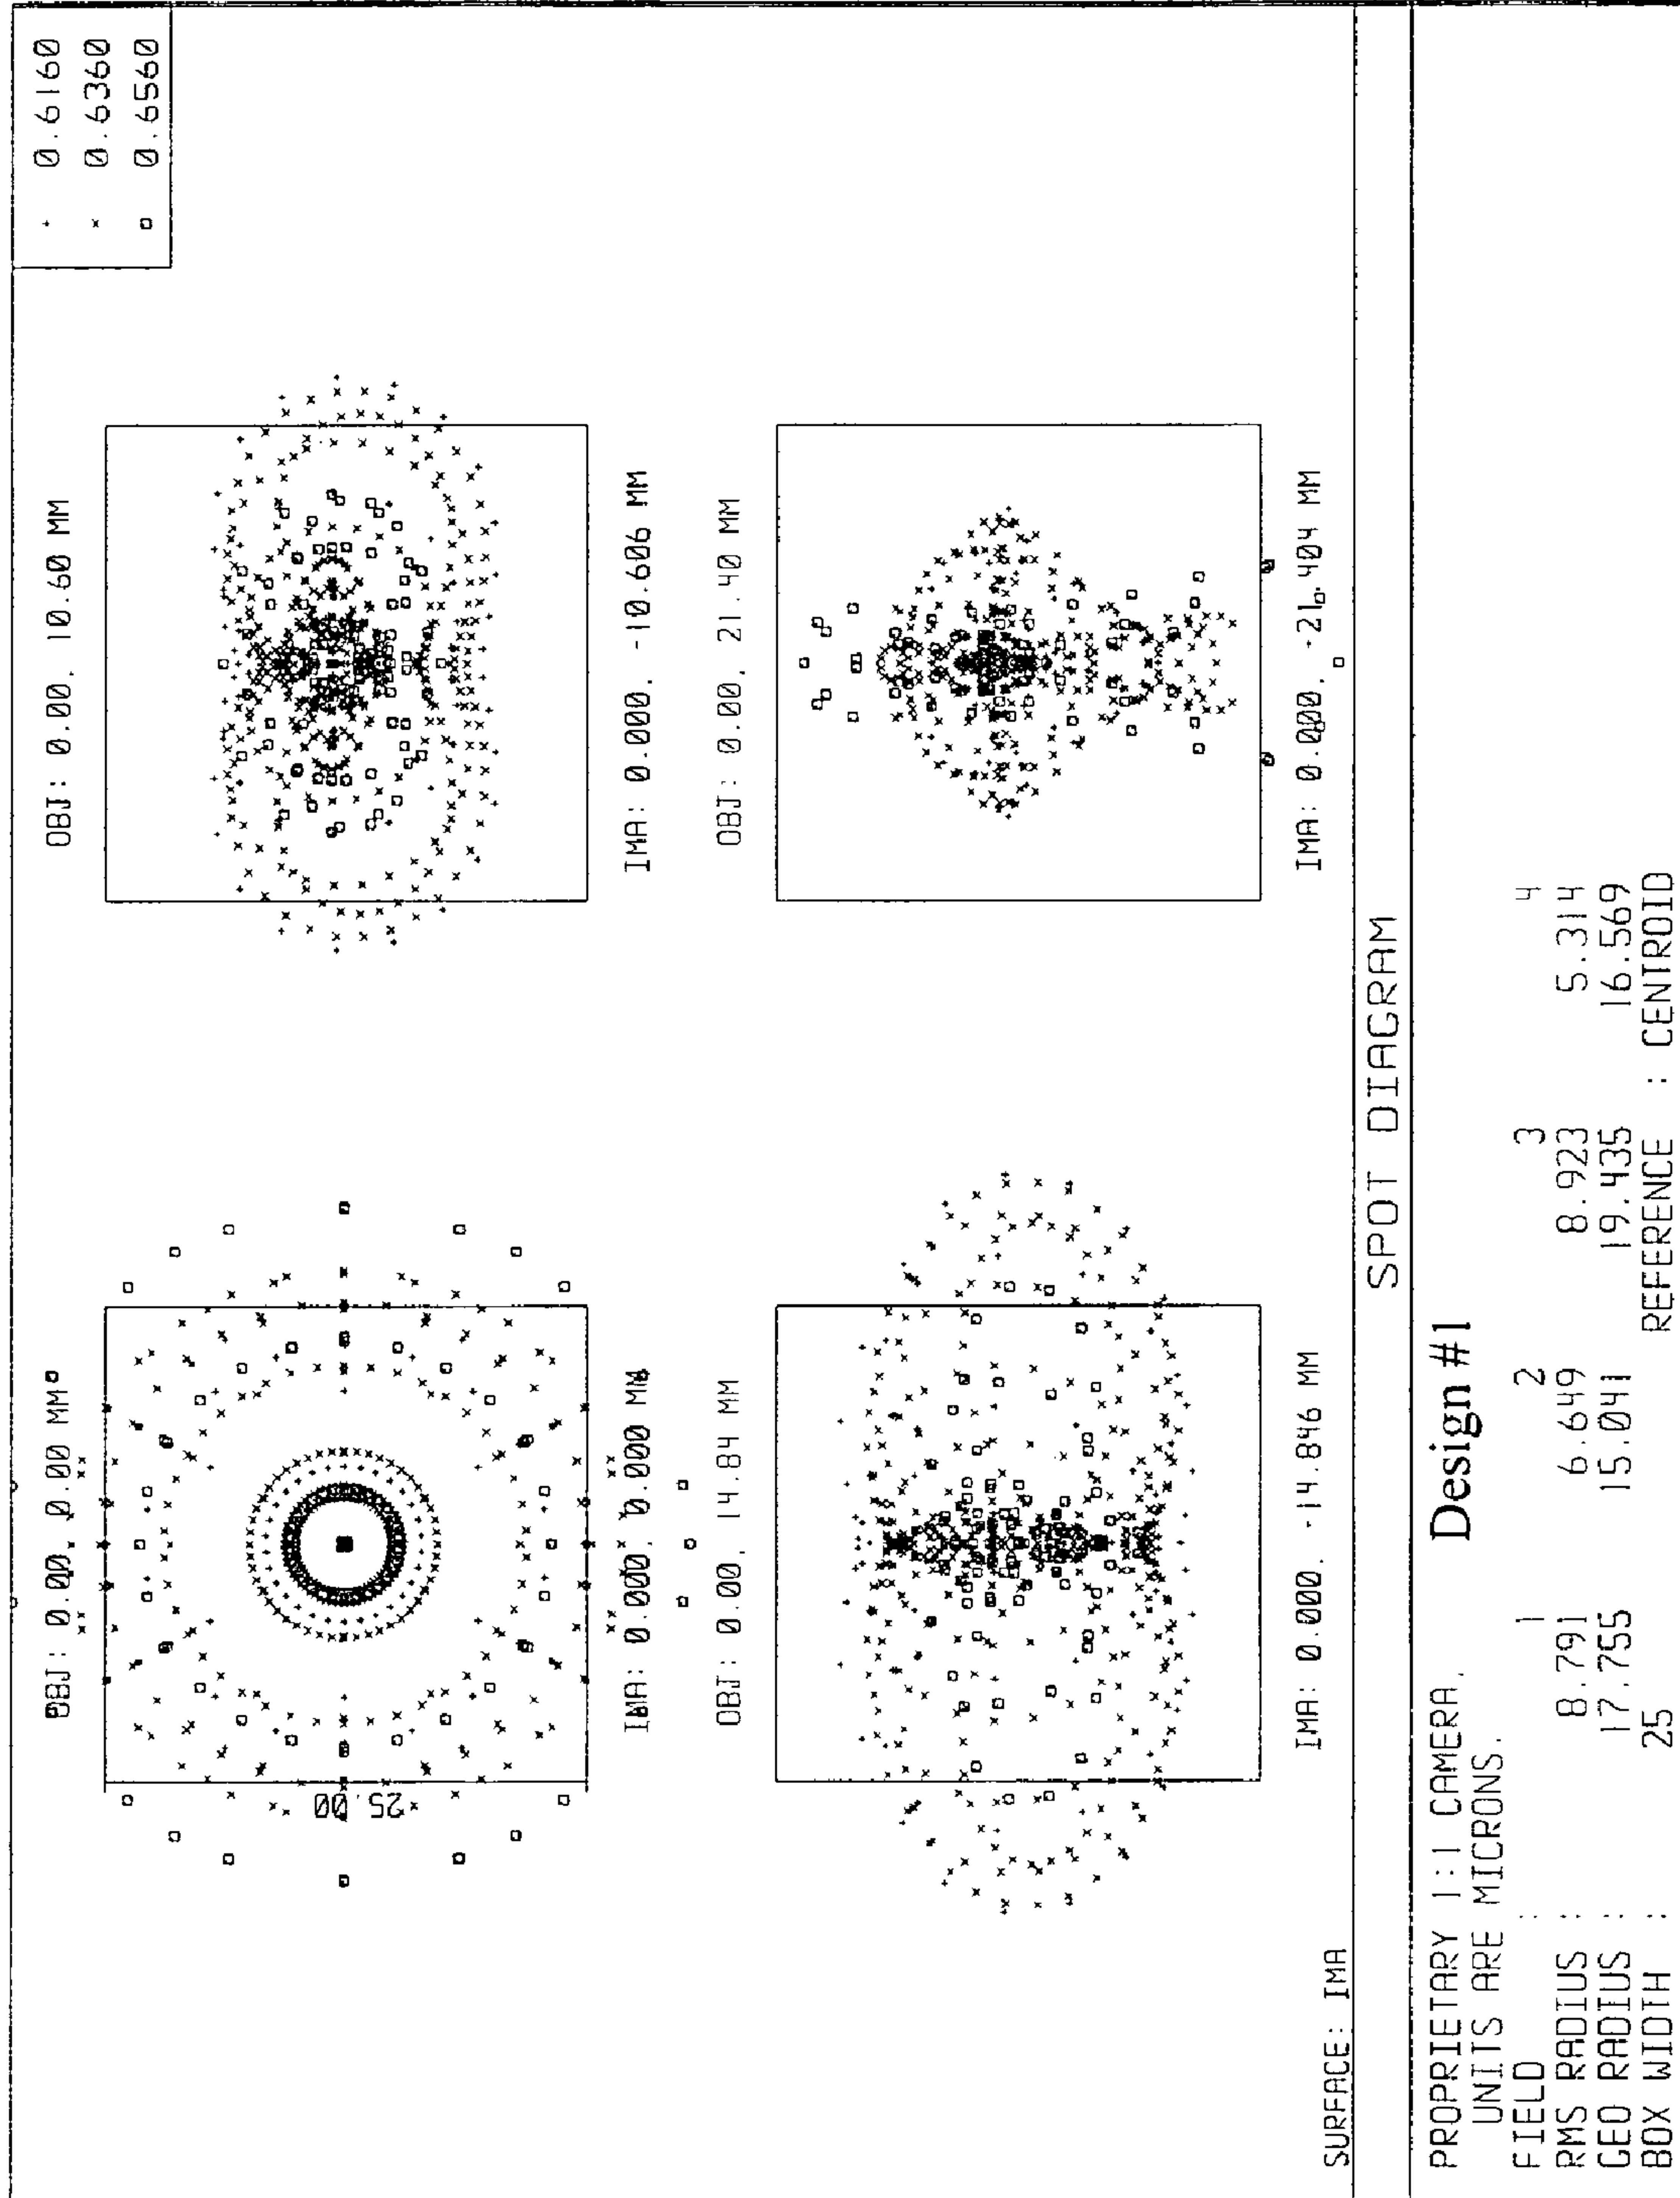 + 0.6160
× 0.6360
□ 0.6560
OBJ: 0.00, 0.00 MM
OBJ: 0.00, 10.60 MM
25.00
IMA: 0.000, 0.000 MM
IMA: 0.000, -10.606 MM
OBJ: 0.00, 14.84 MM
OBJ: 0.00, 21.40 MM
IMA: 0.000, -14.846 MM
IMA: 0.000, -21.404 MM
SURFACE: IMA
SPOT DIAGRAM
PROPRIETARY 1:1 CAMERA. Design #1
UNITS ARE MICRONS.
FIELD : 1 2 3 4
RMS RADIUS : 8.791 6.649 8.923 5.314
GEO RADIUS : 17.755 15.041 19.435 16.569
BOX WIDTH : 25 REFERENCE : CENTROID